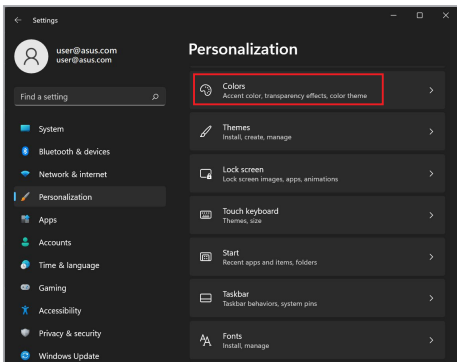 Settings
user@asus.com
user@asus.com
Find a setting
System
Bluetooth & devices
Network & internet
Personalization
Apps
Accounts
Time & language
Gaming
Accessibility
Privacy & security
Windows Update
Personalization
Colors
Accent color, transparency effects, color theme
Themes
Install, create, manage
Lock screen
Lock screen images, apps, animations
Touch keyboard
Themes, size
Start
Recent apps and items, folders
Taskbar
Taskbar behaviors, system pins
Fonts
Install, manage